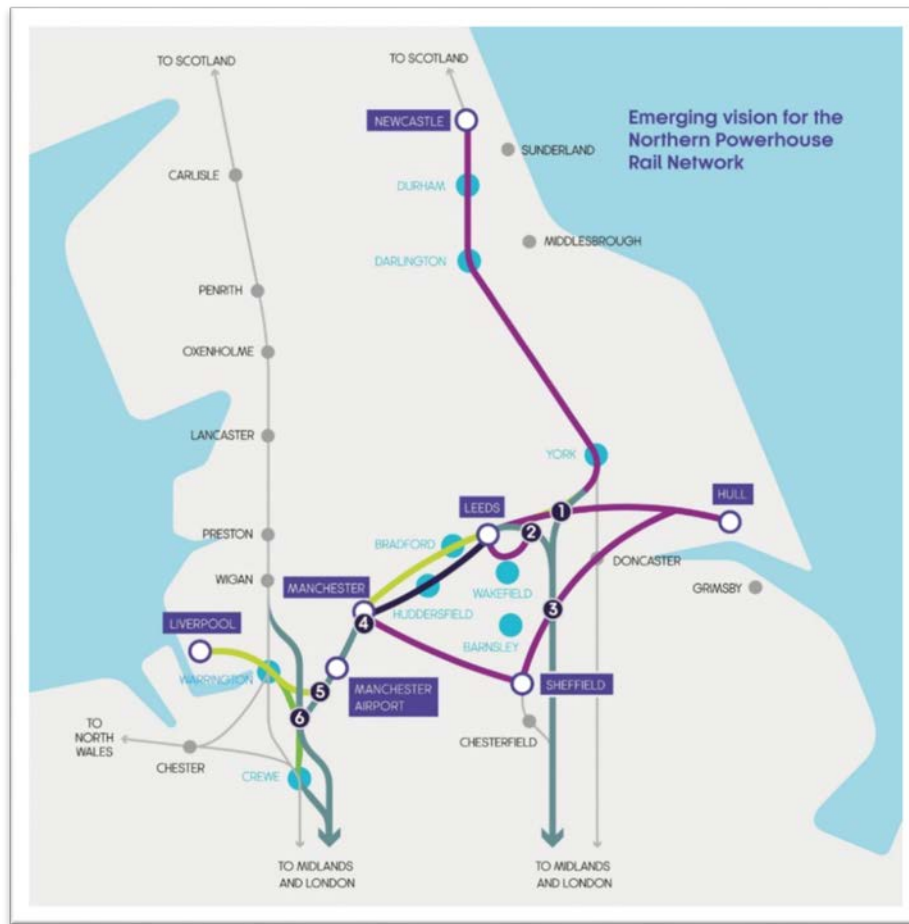 TO SCOTLAND
TO SCOTLAND
NEWCASTLE
Emerging vision for the
Northern Powerhouse
Rail Network
SUNDERLAND
CARLISLE
DURHAM
MIDDLESBROUGH
DARLINGTON
PENRITH
OXENHOLME
LANCASTER
YORK
HULL
LEEDS
1
2
PRESTON
BRADFORD
DONCASTER
WIGAN
WAKEFIELD
GRIMSBY
MANCHESTER
HUDDERSFIELD
3
4
LIVERPOOL
BARNSLEY
WARRINGTON
MANCHESTER
AIRPORT
SHEFFIELD
5
6
TO
NORTH
WALES
CHESTER
CHESTERFIELD
CREWE
TO MIDLANDS
AND LONDON
TO MIDLANDS
AND LONDON